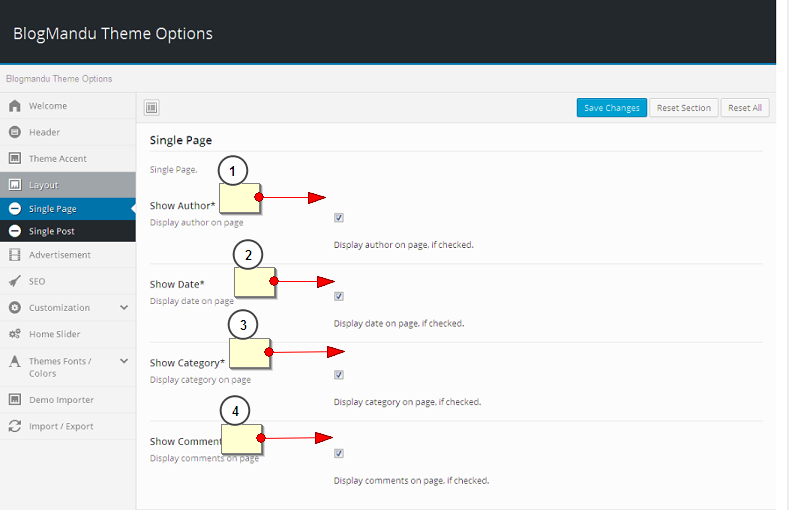 BlogMandu Theme Options
Blogmandu Theme Options
Welcome
Header
Theme Accent
Layout
Single Page
Single Post
Advertisement
SEO
Customization
Home Slider
Themes Fonts /
Colors
Demo Importer
Import / Export
Save Changes
Reset Section
Reset All
Single Page
Single Page.
1
Show Author*
Display author on page
Display author on page, if checked.
2
Show Date*
Display date on page
Display date on page, if checked.
3
Show Category*
Display category on page
Display category on page, if checked.
4
Show Comment
Display comments on page
Display comments on page, if checked.